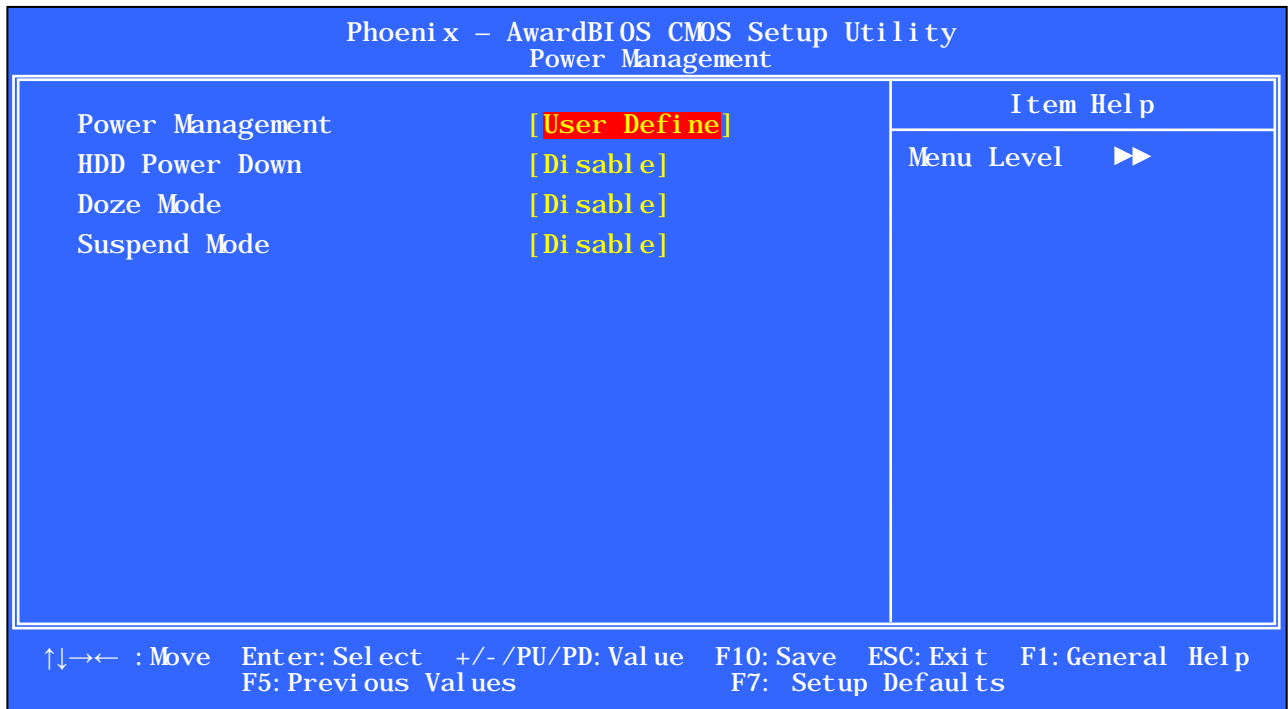 Phoenix – AwardBIOS CMOS Setup Utility
Power Management
Power Management [User Define]
HDD Power Down [Disable]
Doze Mode [Disable]
Suspend Mode [Disable]
Item Help
Menu Level ►►
↑↓→← :Move Enter:Select +/-/PU/PD:Value F10:Save ESC:Exit F1:General Help
F5:Previous Values F7: Setup Defaults